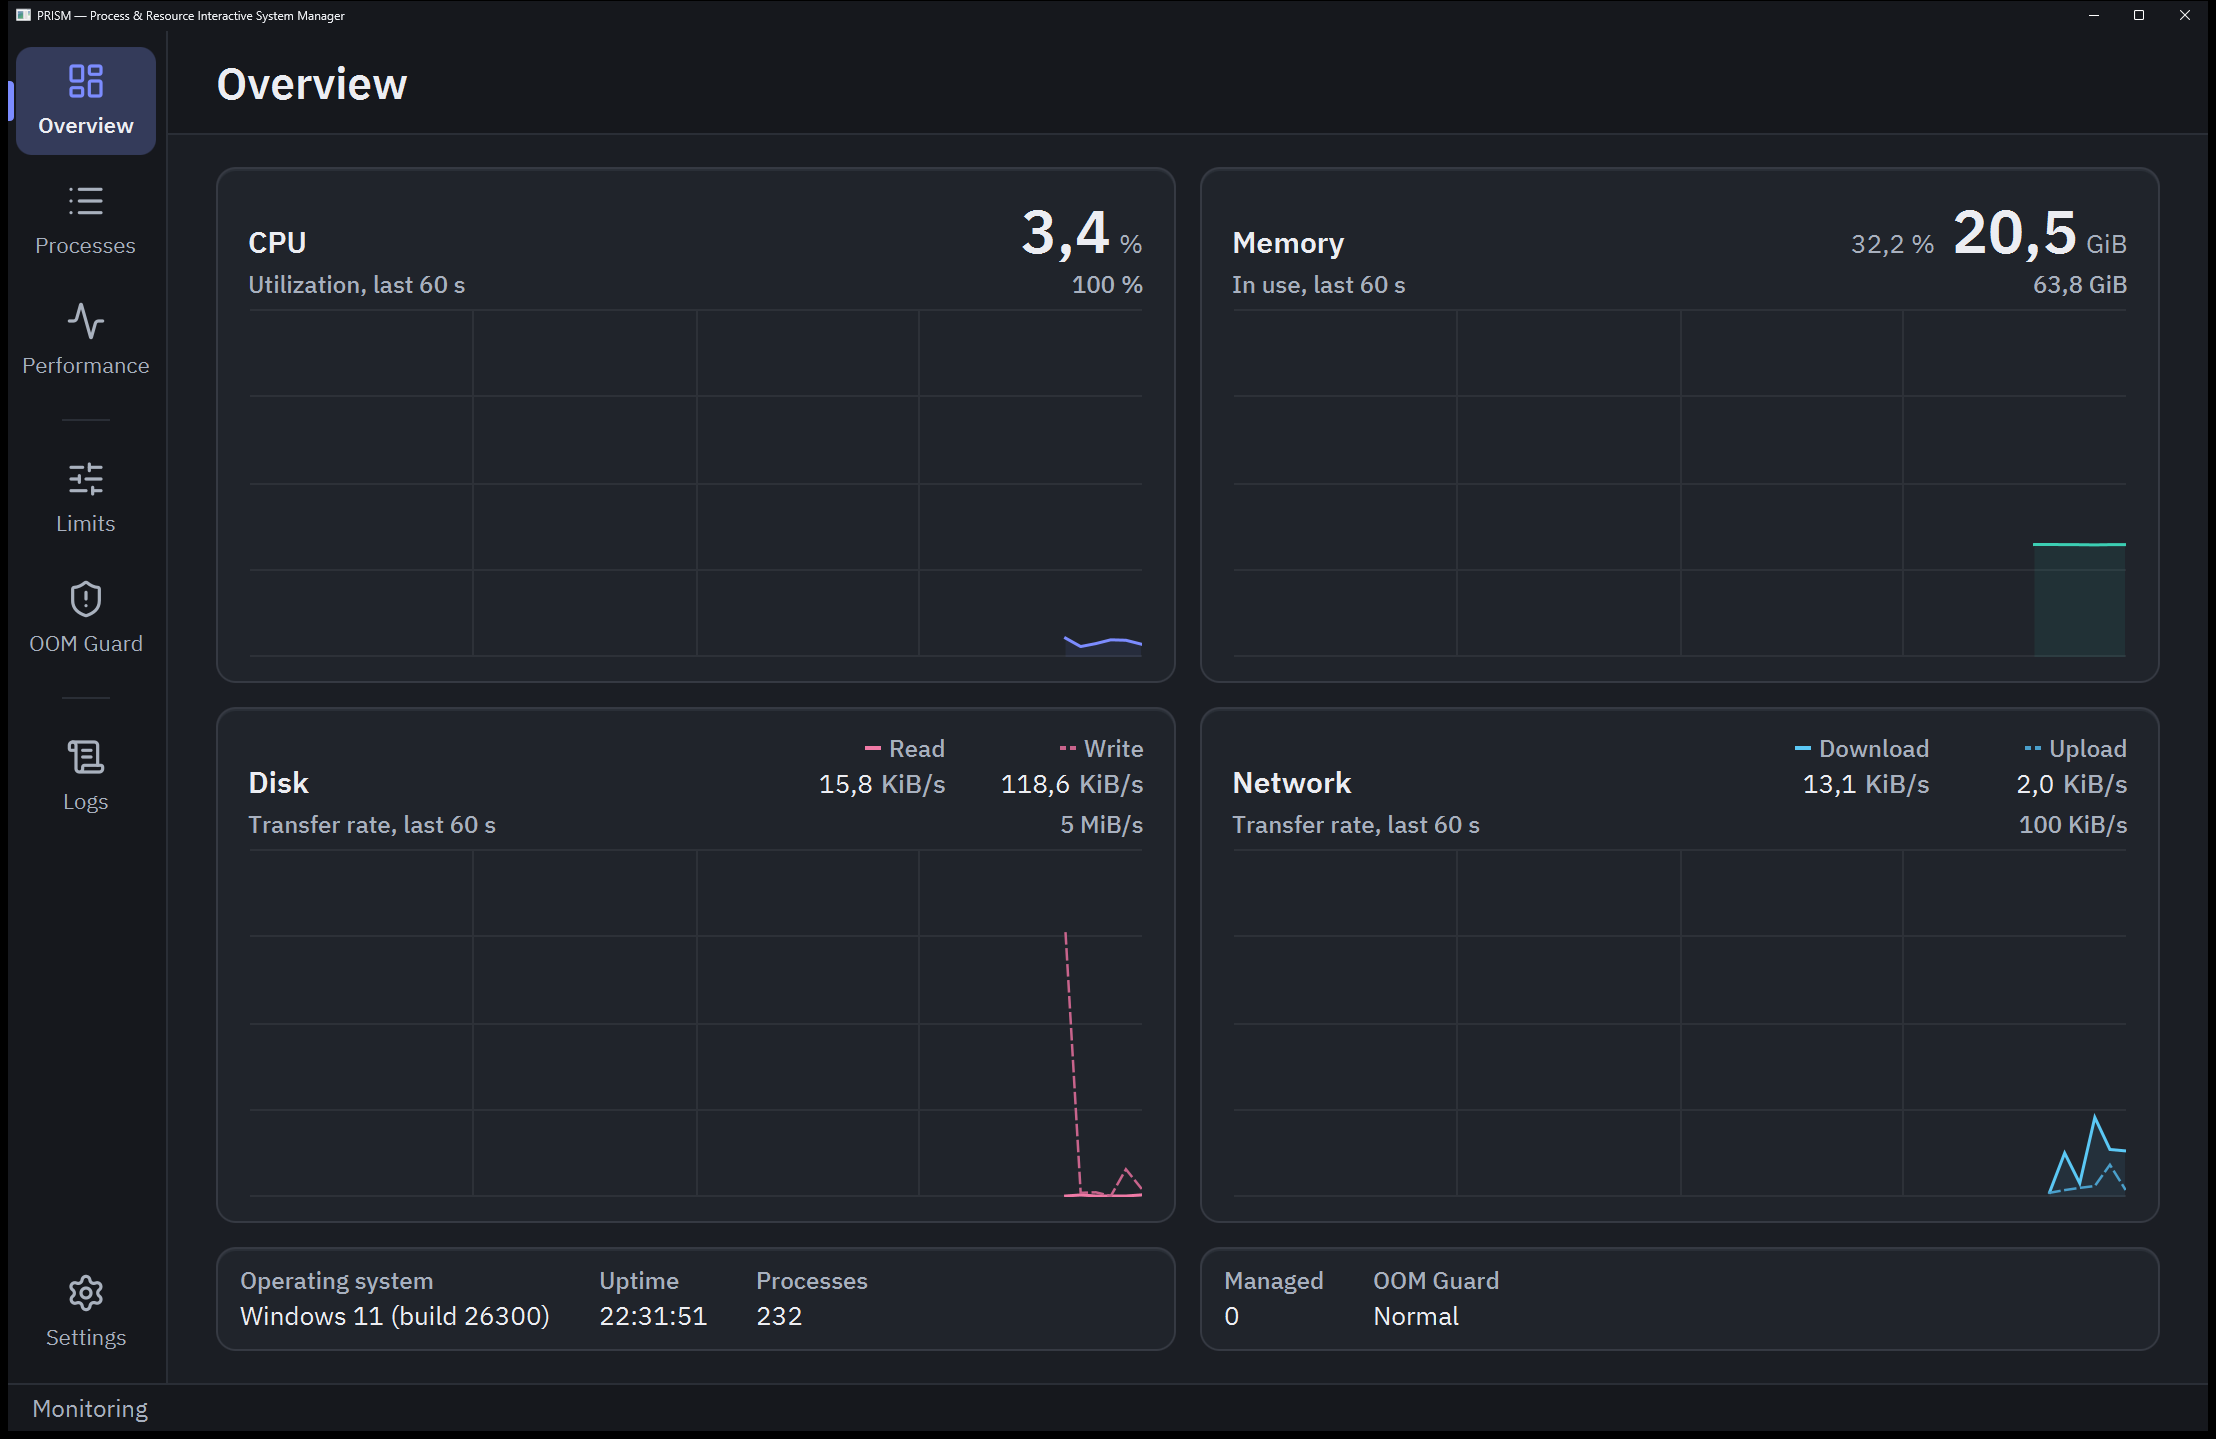 PRISM — Process & Resource Interactive System Manager
Overview
Processes
Performance
Limits
OOM Guard
Logs
Settings
Overview
CPU
3,4 %
Utilization, last 60 s
100 %
Memory
32,2 % 20,5 GiB
In use, last 60 s
63,8 GiB
Disk
Read
15,8 KiB/s
Write
118,6 KiB/s
Transfer rate, last 60 s
5 MiB/s
Network
Download
13,1 KiB/s
Upload
2,0 KiB/s
Transfer rate, last 60 s
100 KiB/s
Operating system
Windows 11 (build 26300)
Uptime
22:31:51
Processes
232
Managed
0
OOM Guard
Normal
Monitoring